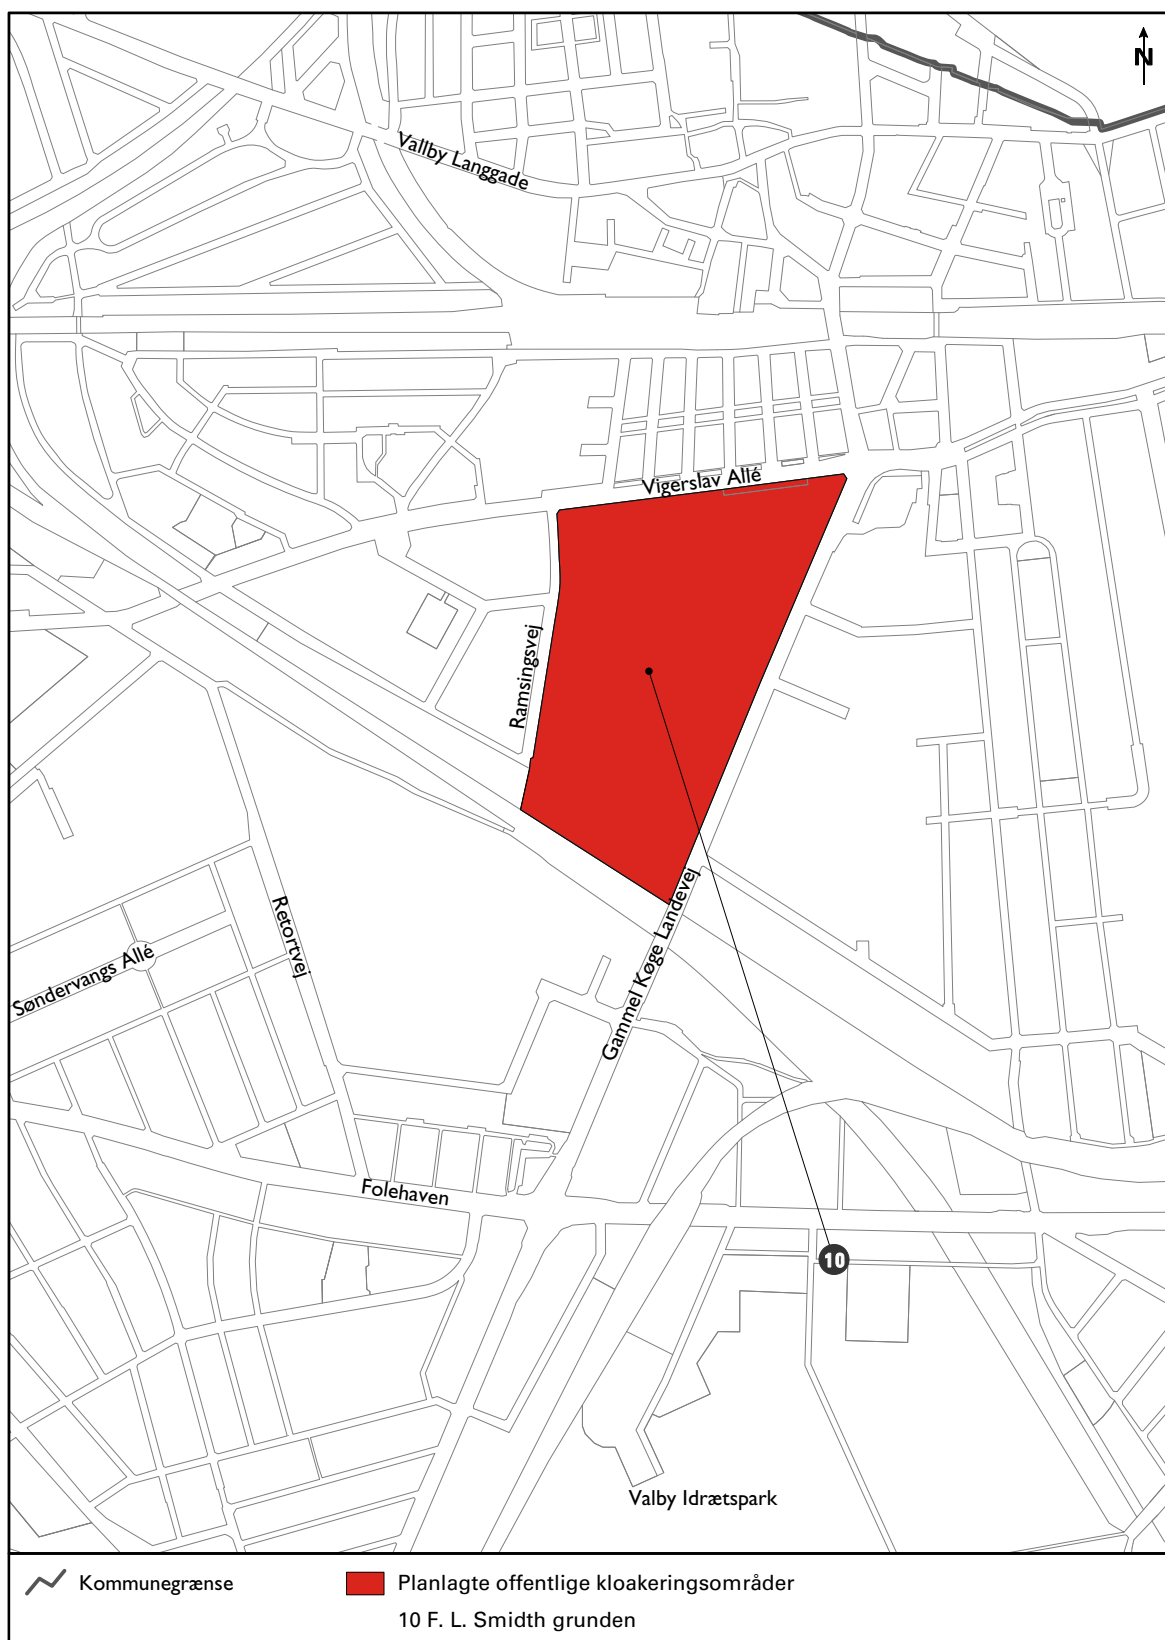 N
Vallby Langgade
Vigerslav Allé
Ramsingsvej
Retortvej
Søndervangs Allé
Gammel Køge Landevej
Folehaven
10
Valby Idrætspark
Kommunegrænse
Planlagte offentlige kloakeringsområder
10 F. L. Smidth grunden